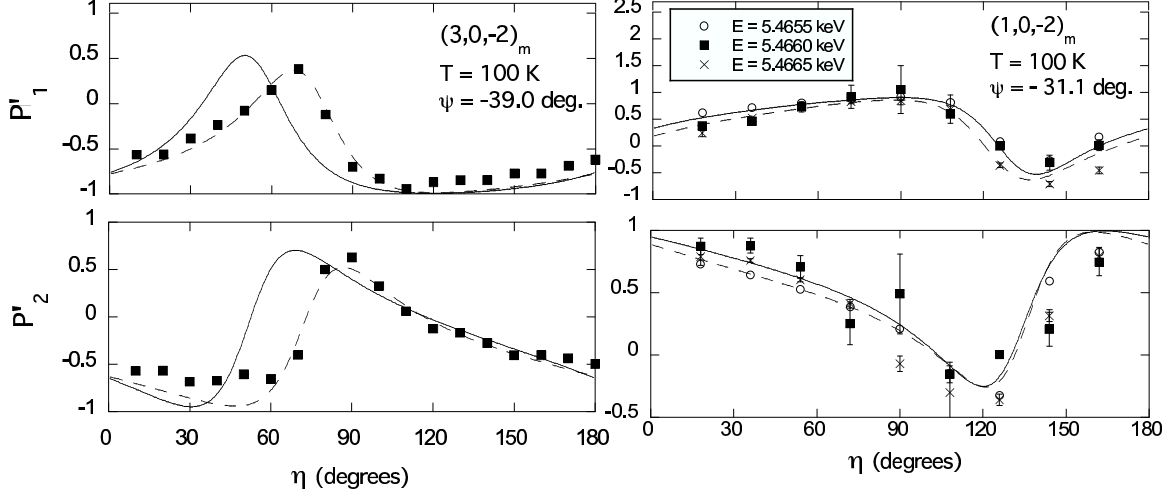 P'₁
1
0.5
0
-0.5
-1
(3,0,-2)m
T = 100 K
ψ = -39.0 deg.
2.5
2
1.5
1
0.5
0
-0.5
-1
E = 5.4655 keV
E = 5.4660 keV
E = 5.4665 keV
(1,0,-2)m
T = 100 K
ψ = - 31.1 deg.
P'₂
1
0.5
0
-0.5
-1
0
30
60
90
120
150
180
η (degrees)
1
0.5
0
-0.5
0
30
60
90
120
150
180
η (degrees)